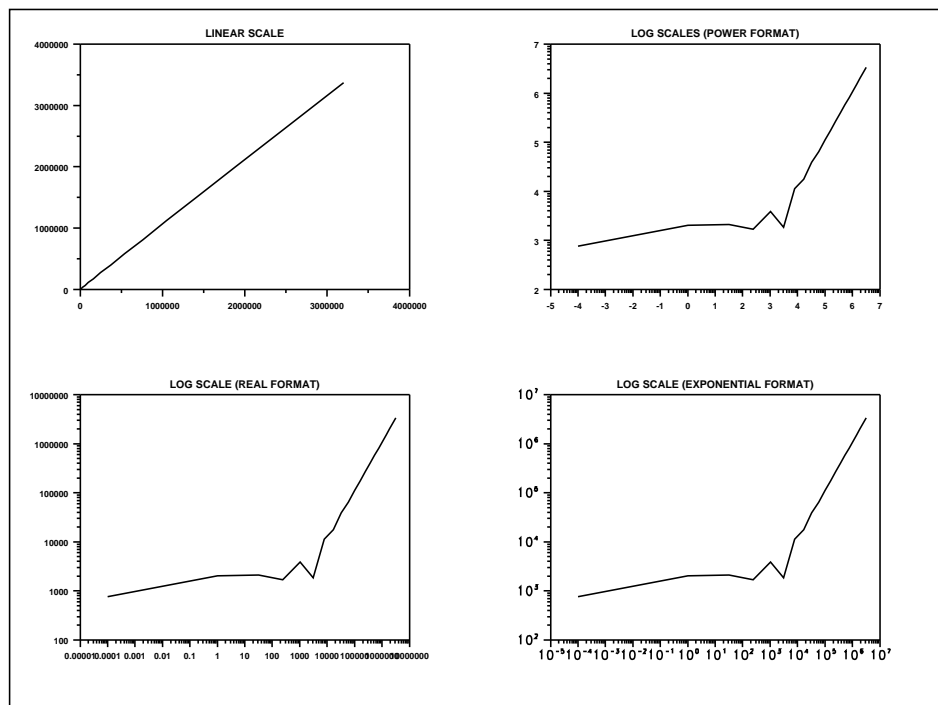 LINEAR SCALE
4000000
3000000
2000000
1000000
0
0 1000000 2000000 3000000 4000000
LOG SCALES (POWER FORMAT)
7
6
5
4
3
2
-5 -4 -3 -2 -1 0 1 2 3 4 5 6 7
LOG SCALE (REAL FORMAT)
10000000
1000000
100000
10000
1000
100
0.00001 0.0001 0.001 0.01 0.1 1 10 100 1000 10000 100000 1000000 10000000
LOG SCALE (EXPONENTIAL FORMAT)
10⁷
10⁶
10⁵
10⁴
10³
10²
10⁻⁵ 10⁻⁴ 10⁻³ 10⁻² 10⁻¹ 10⁰ 10¹ 10² 10³ 10⁴ 10⁵ 10⁶ 10⁷